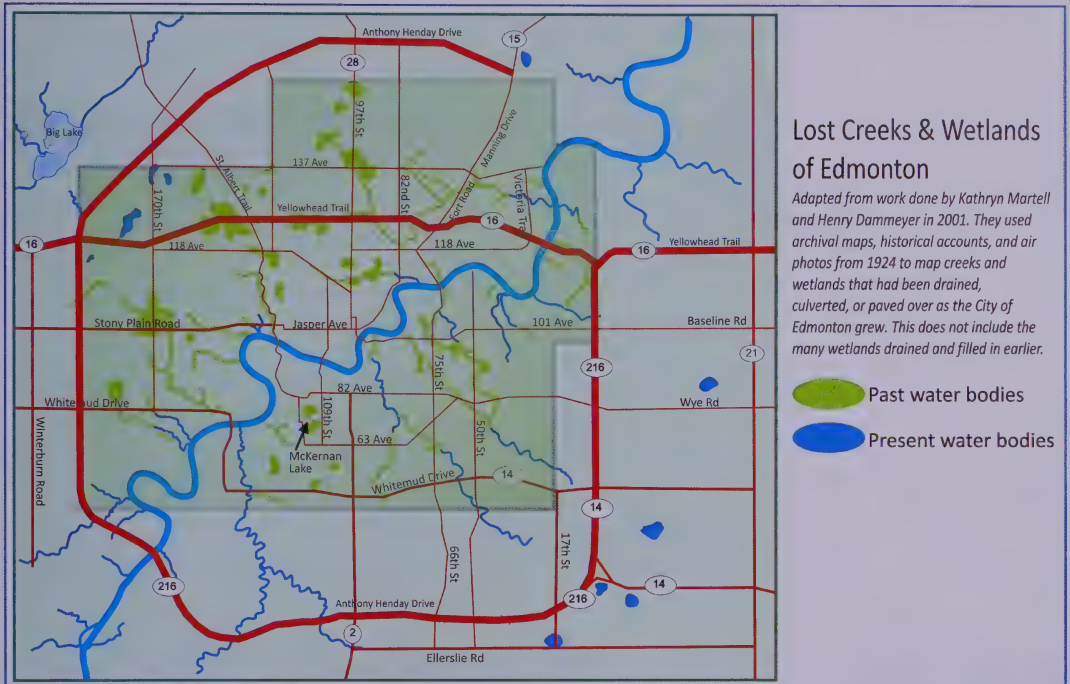 Lost Creeks & Wetlands
of Edmonton
Adapted from work done by Kathryn Martell
and Henry Dammeyer in 2001. They used
archival maps, historical accounts, and air
photos from 1924 to map creeks and
wetlands that had been drained,
culverted, or paved over as the City of
Edmonton grew. This does not include the
many wetlands drained and filled in earlier.
Past water bodies
Present water bodies
Anthony Henday Drive
15
28
97th St
Big Lake
Manning Drive
137 Ave
St Albert Trail
82nd St
Fort Road
Victoria Tra
170th St
Yellowhead Trail
16
16
118 Ave
118 Ave
16
Yellowhead Trail
Stony Plain Road
Jasper Ave
101 Ave
Baseline Rd
21
75th St
216
82 Ave
Whitemud Drive
Wye Rd
109th St
50th St
63 Ave
McKernan
Lake
Winterburn Road
Whitemud Drive
14
14
66th St
17th St
216
14
216
Anthony Henday Drive
2
Ellerslie Rd